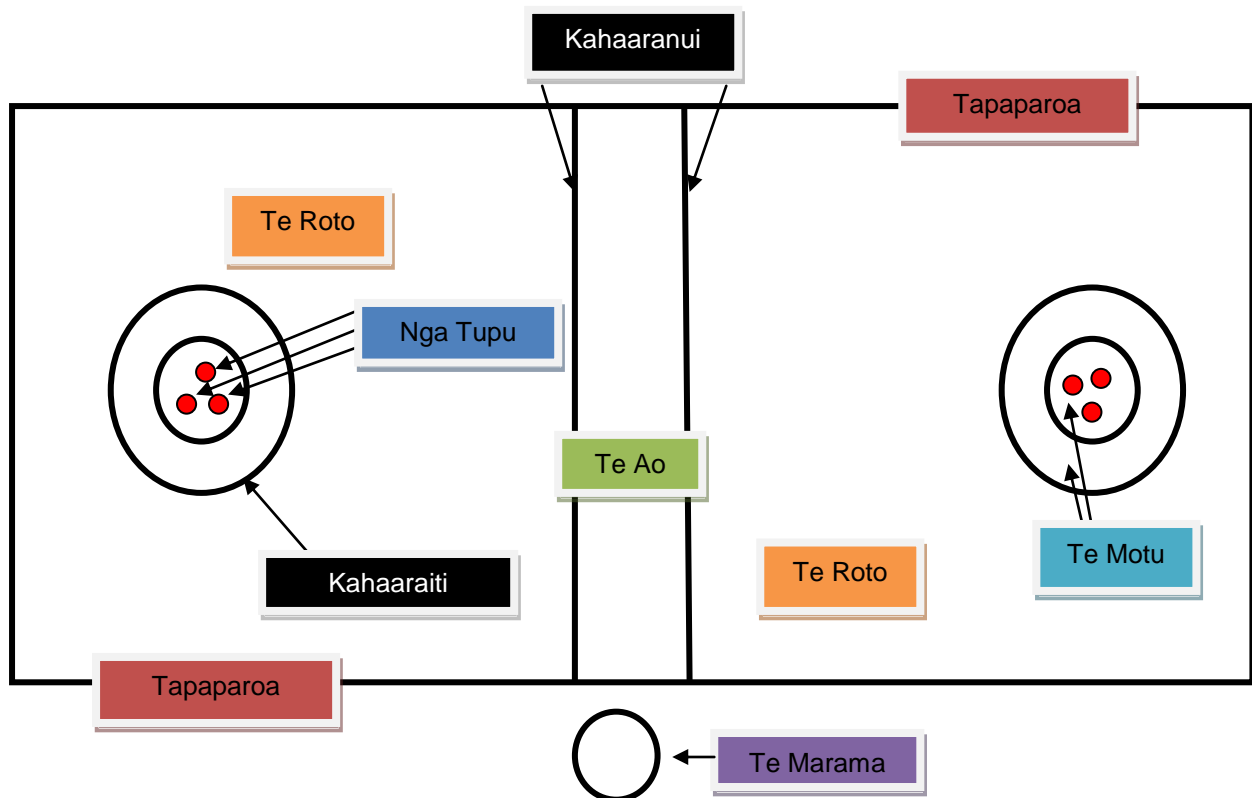 Kahaaranui
Tapaparoa
Te Roto
Nga Tupu
Te Ao
Te Motu
Te Roto
Kahaaraiti
Tapaparoa
Te Marama